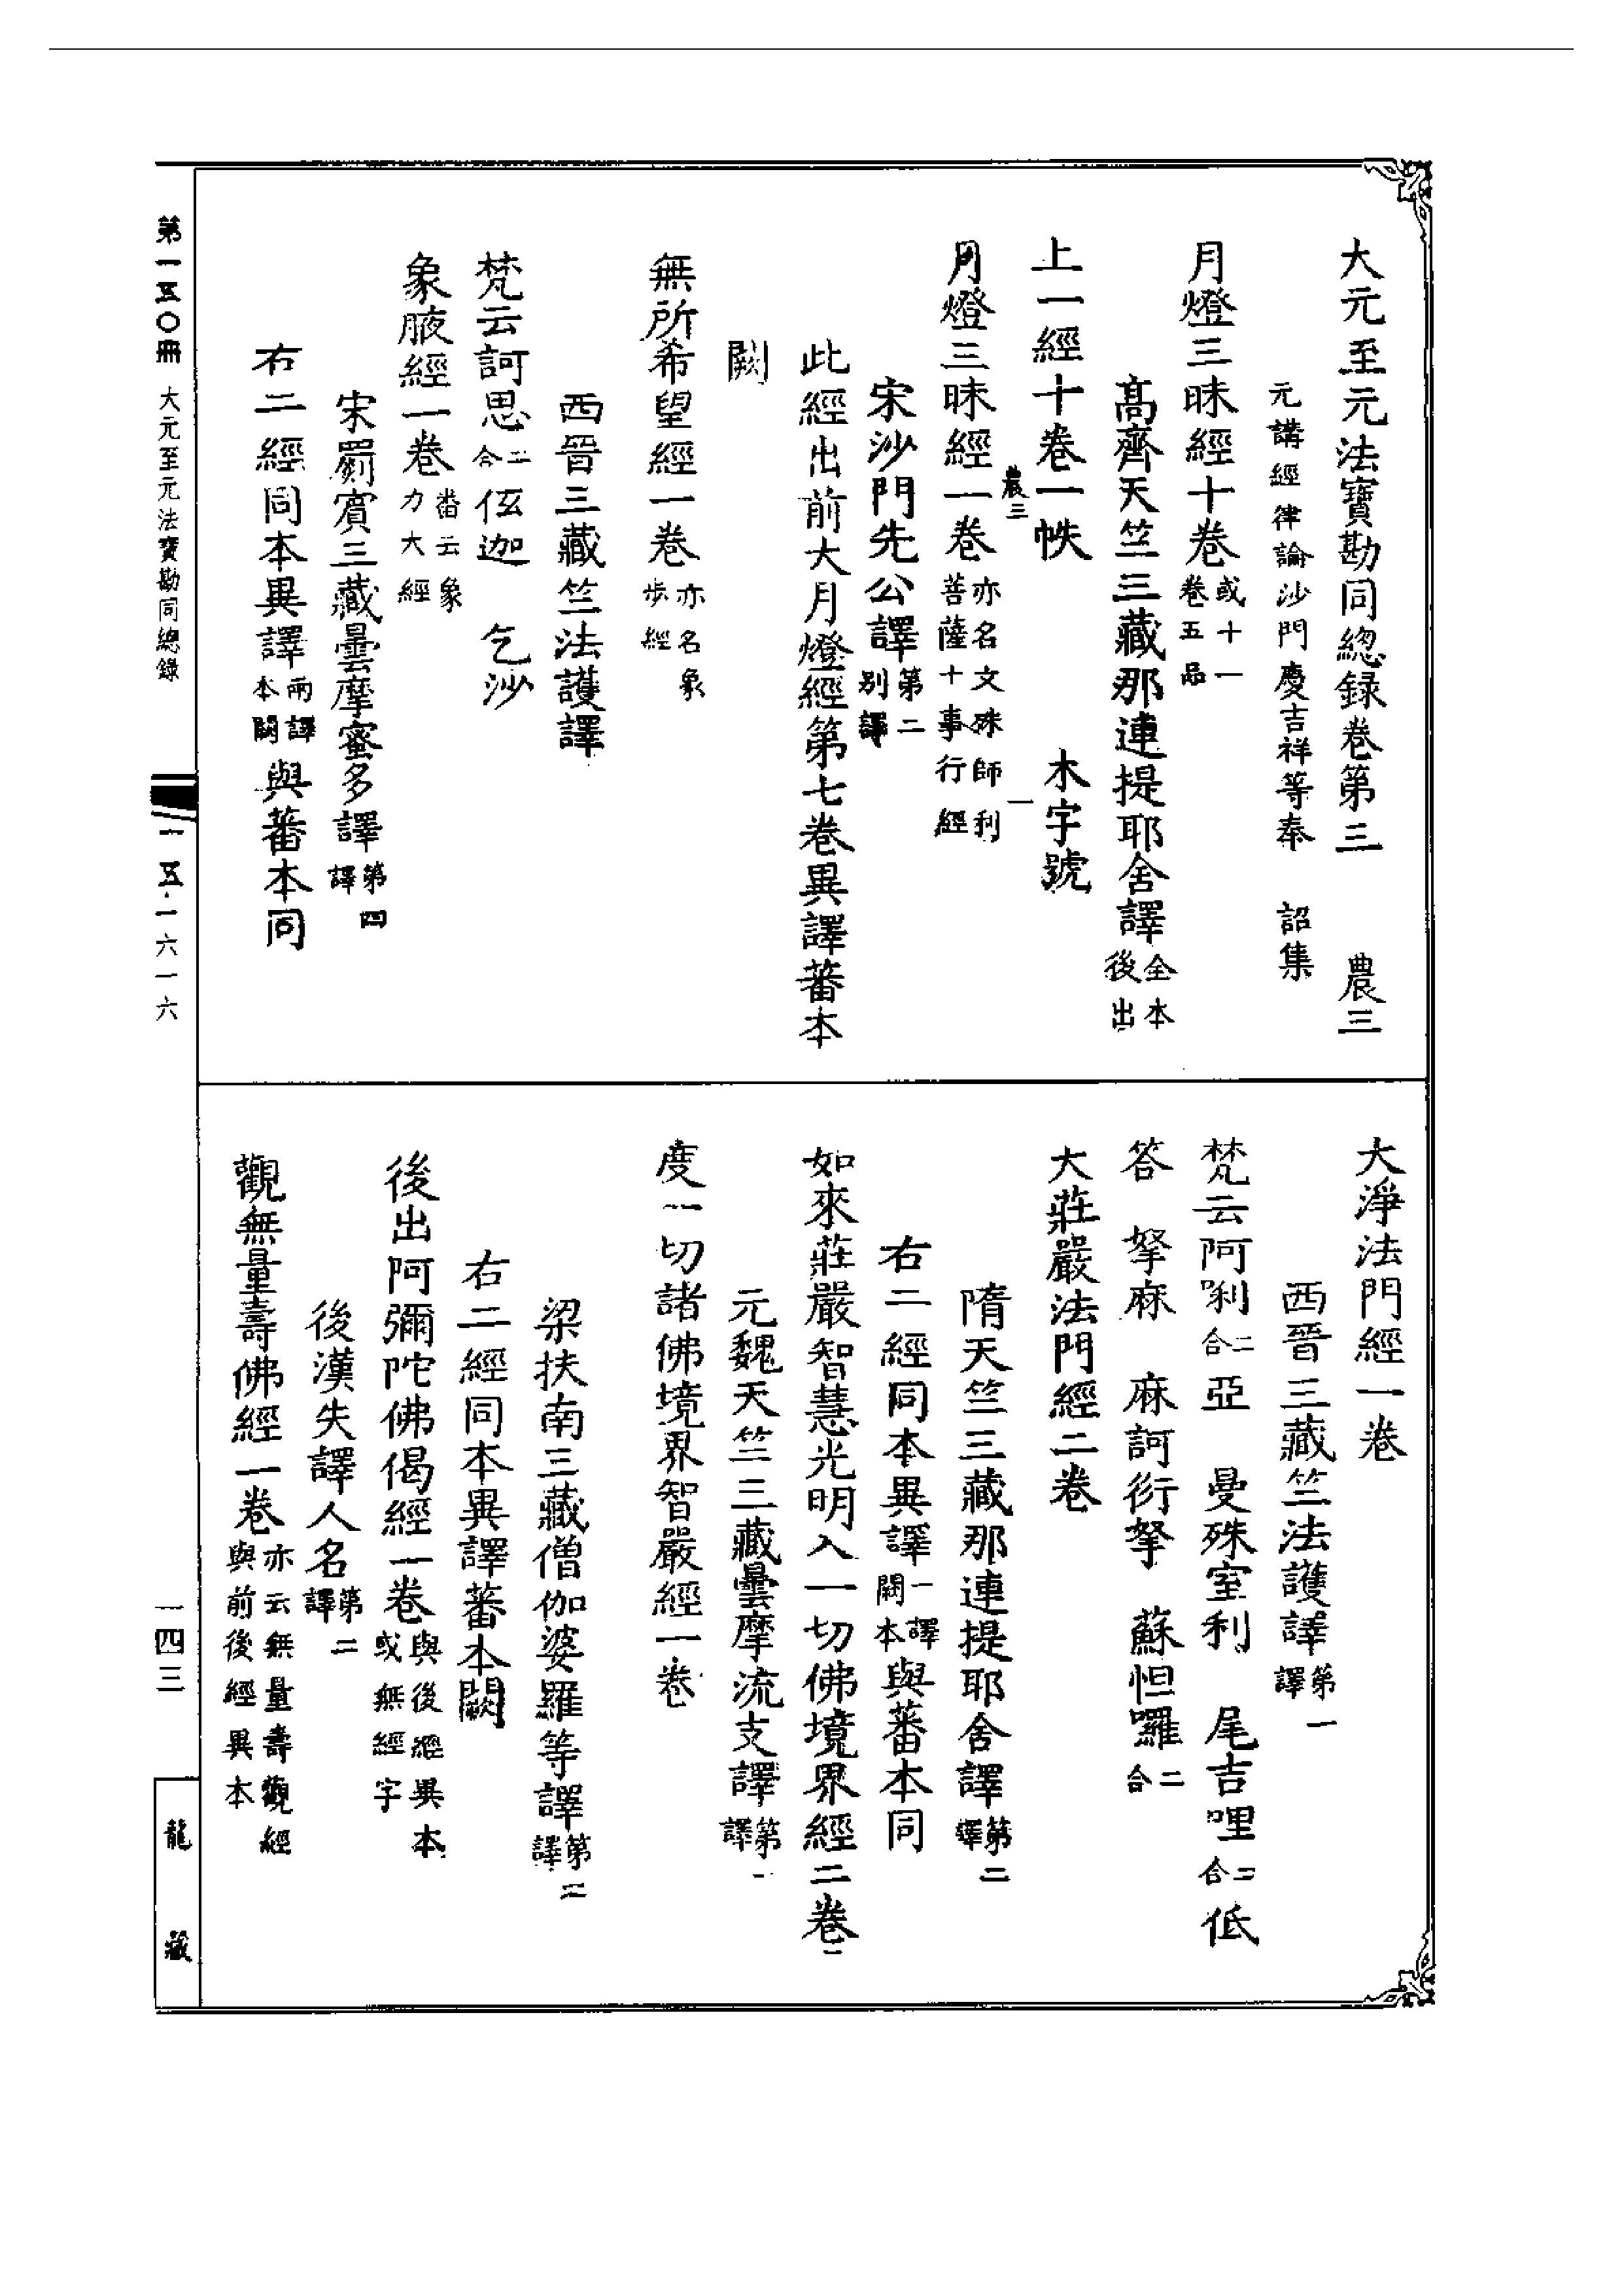 大元至元法寶勘同總録卷第三　農三
元講經律論沙門慶吉祥等奉　詔集
月燈三昧經十卷或十一卷五品
高齊天竺三藏那連提耶舍譯全本後出
上一經十卷一帙　木字號
農三　一
月燈三昧經一卷亦名文殊師利菩薩十事行經
宋沙門先公譯第二別譯
此經出前大月燈經第七卷異譯蕃本
闕
無所希望經一卷亦名象步經
西晉三藏竺法護譯
梵云訶思二合伭迦　乞沙
象腋經一卷番云象力大經
宋罽賓三藏曇摩蜜多譯第四譯
右二經同本異譯兩譯本闕與蕃本同
大淨法門經一卷
西晉三藏竺法護譯第一譯
梵云阿唎二合亞　曼殊室利　尾吉哩二合低
答　拏麻　麻訶衍拏　蘇怛囉二合
大莊嚴法門經二卷
隋天竺三藏那連提耶舍譯第二譯
右二經同本異譯一譯闕本與蕃本同
如來莊嚴智慧光明入一切佛境界經二卷
元魏天竺三藏曇摩流支譯第一譯
度一切諸佛境界智嚴經一卷
梁扶南三藏僧伽婆羅等譯第二譯
右二經同本異譯蕃本闕
後出阿彌陀佛偈經一卷與後經異本或無經字
後漢失譯人名第二譯
觀無量壽佛經一卷亦云無量壽觀經與前後經異本
第一五〇冊　大元至元法寶勘同總錄
一五·一六一六
一四三
龍藏